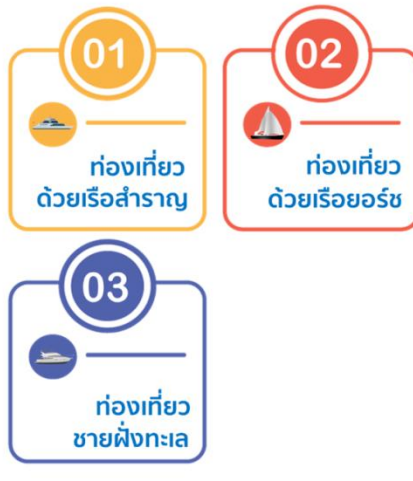 01
ท่องเที่ยว
ด้วยเรือสำราญ
02
ท่องเที่ยว
ด้วยเรือยอร์ช
03
ท่องเที่ยว
ชายฝั่งทะเล